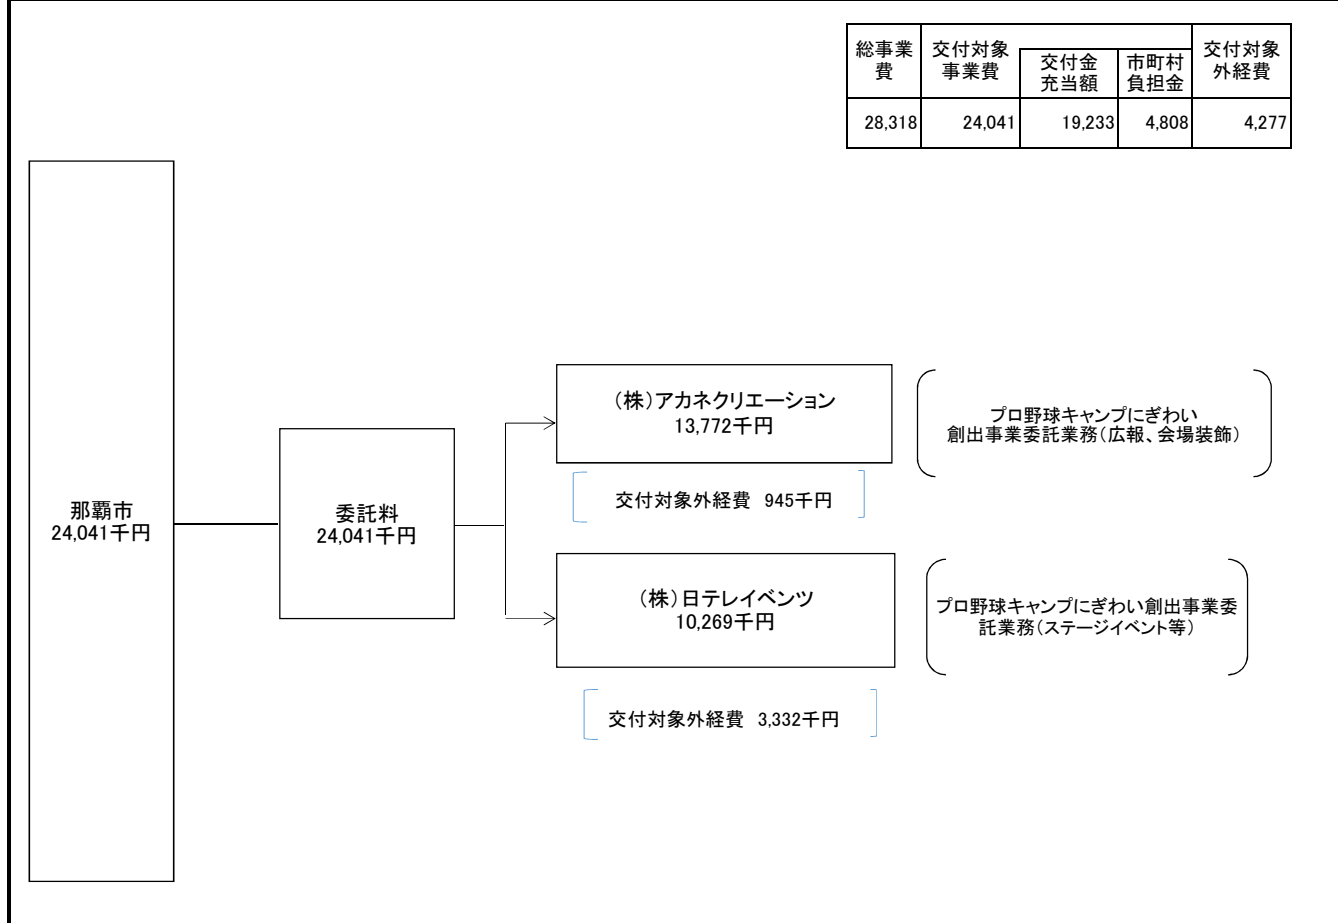 総事業
費
交付対象
事業費
交付金
充当額
市町村
負担金
交付対象
外経費
28,318
24,041
19,233
4,808
4,277
那覇市
24,041千円
委託料
24,041千円
（株）アカネクリエーション
13,772千円
プロ野球キャンプにぎわい
創出事業委託業務（広報、会場装飾）
交付対象外経費 945千円
（株）日テレイベンツ
10,269千円
プロ野球キャンプにぎわい創出事業委
託業務（ステージイベント等）
交付対象外経費 3,332千円